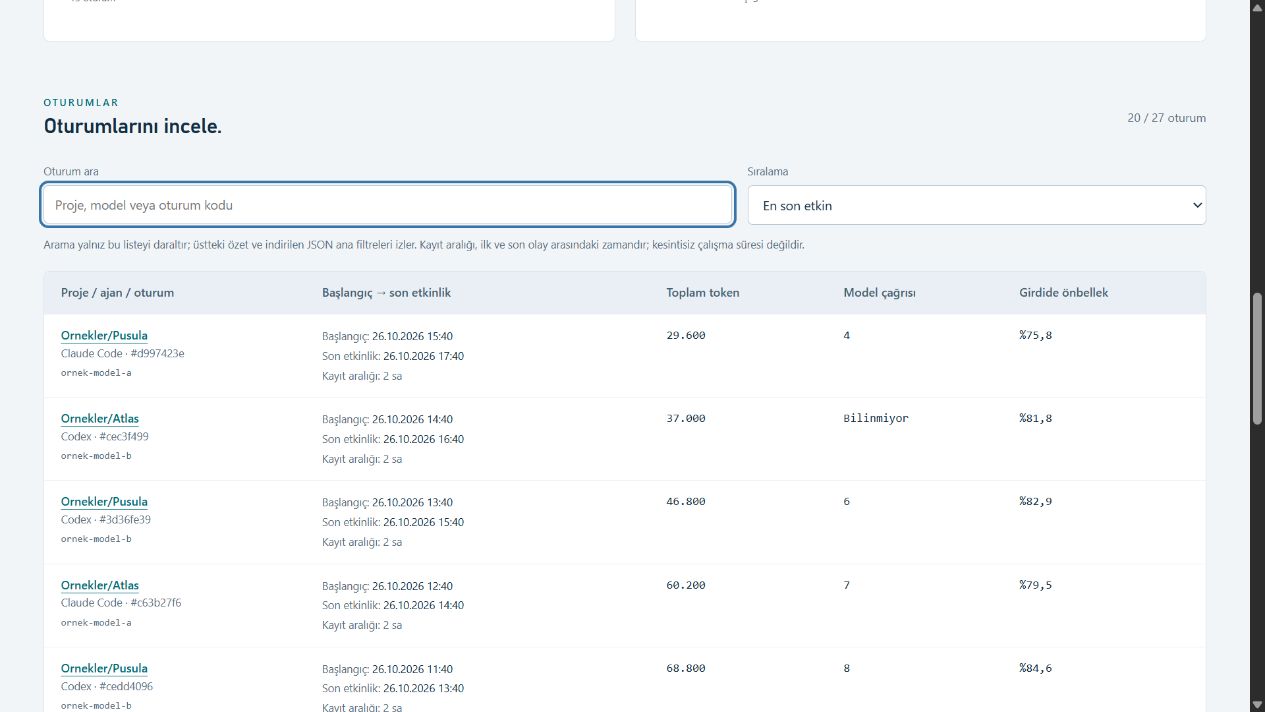 OTURUMLAR
Oturumlarını incele.
20 / 27 oturum
Oturum ara
Sıralama
Proje, model veya oturum kodu
En son etkin
Arama yalnız bu listeyi daraltır; üstteki özet ve indirilen JSON ana filtreleri izler. Kayıt aralığı, ilk ve son olay arasındaki zamandır; kesintisiz çalışma süresi değildir.
Proje / ajan / oturum
Başlangıç → son etkinlik
Toplam token
Model çağrısı
Girdide önbellek
Ornekler/Pusula
Claude Code · #d997423e
ornek-model-a
Başlangıç: 26.10.2026 15:40
Son etkinlik: 26.10.2026 17:40
Kayıt aralığı: 2 sa
29.600
4
%75,8
Ornekler/Atlas
Codex · #cec3f499
ornek-model-b
Başlangıç: 26.10.2026 14:40
Son etkinlik: 26.10.2026 16:40
Kayıt aralığı: 2 sa
37.000
Bilinmiyor
%81,8
Ornekler/Pusula
Codex · #3d36fe39
ornek-model-b
Başlangıç: 26.10.2026 13:40
Son etkinlik: 26.10.2026 15:40
Kayıt aralığı: 2 sa
46.800
6
%82,9
Ornekler/Atlas
Claude Code · #c63b27f6
ornek-model-a
Başlangıç: 26.10.2026 12:40
Son etkinlik: 26.10.2026 14:40
Kayıt aralığı: 2 sa
60.200
7
%79,5
Ornekler/Pusula
Codex · #cedd4096
ornek-model-b
Başlangıç: 26.10.2026 11:40
Son etkinlik: 26.10.2026 13:40
Kayıt aralığı: 2 sa
68.800
8
%84,6